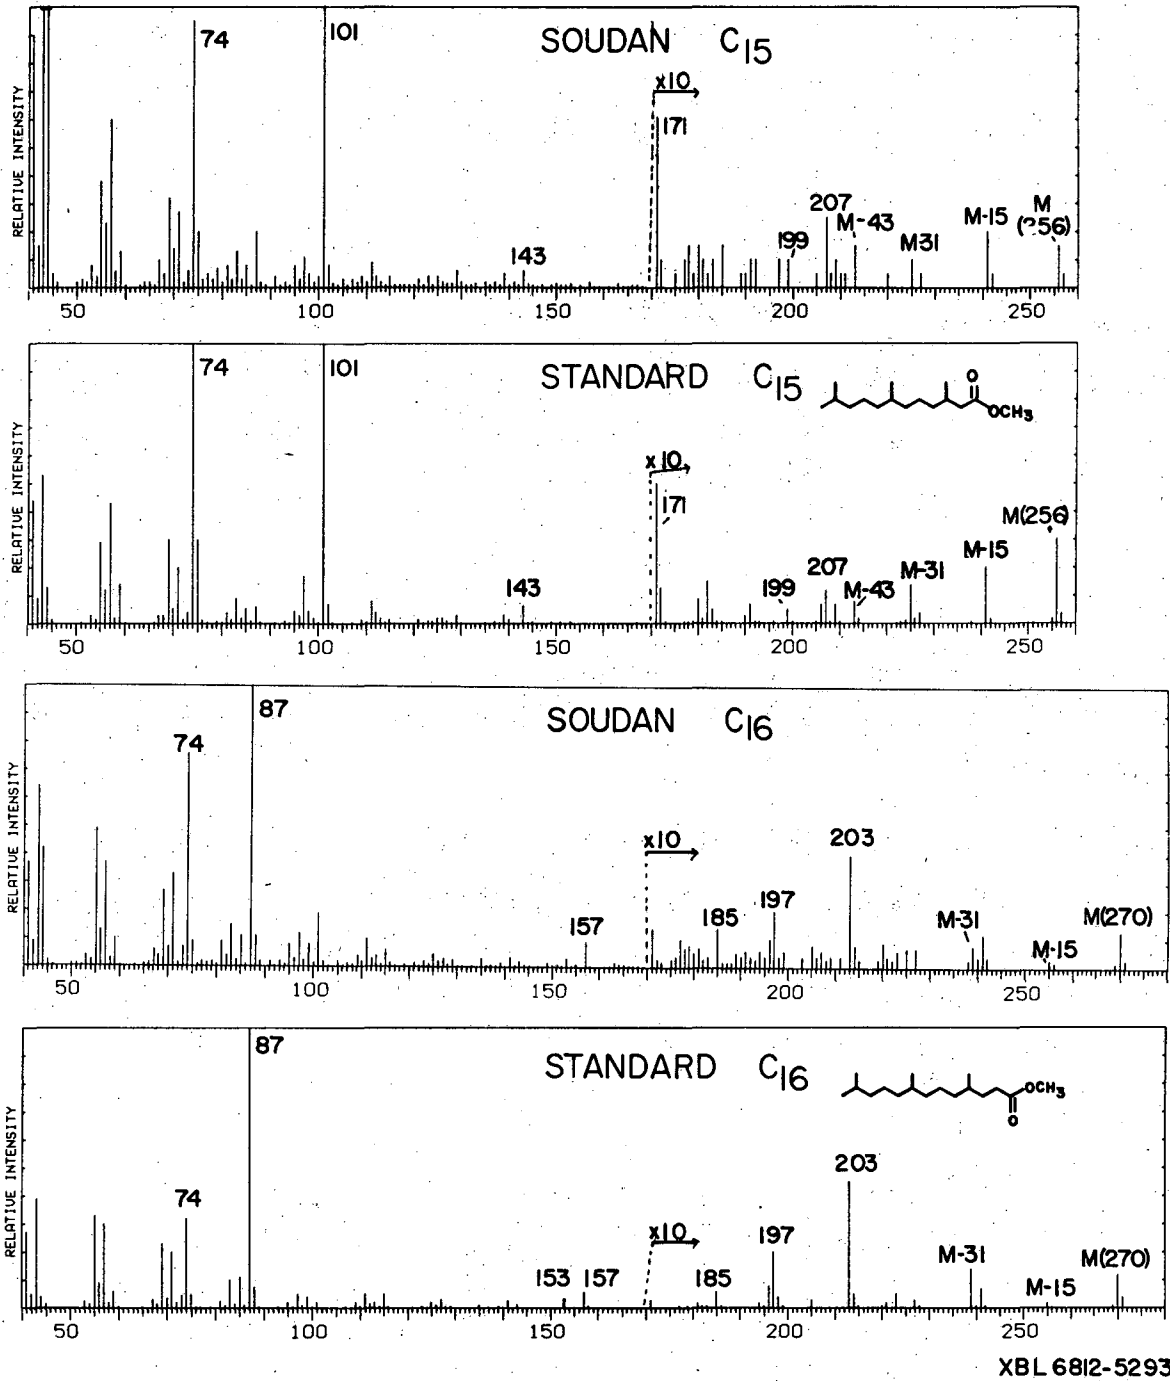 SOUDAN C15
RELATIVE INTENSITY
74
101
x10
171
143
199
207
M-43
M31
M-15
M
(256)
50 100 150 200 250
STANDARD C15
RELATIVE INTENSITY
74
101
O
OCH3
x10
171
143
199
207
M-43
M-31
M-15
M(256)
50 100 150 200 250
SOUDAN C16
RELATIVE INTENSITY
74
87
x10
157
185
197
203
M-31
M-15
M(270)
50 100 150 200 250
STANDARD C16
RELATIVE INTENSITY
74
87
OCH3
O
x10
153
157
185
197
203
M-31
M-15
M(270)
50 100 150 200 250
XBL 6812-5293